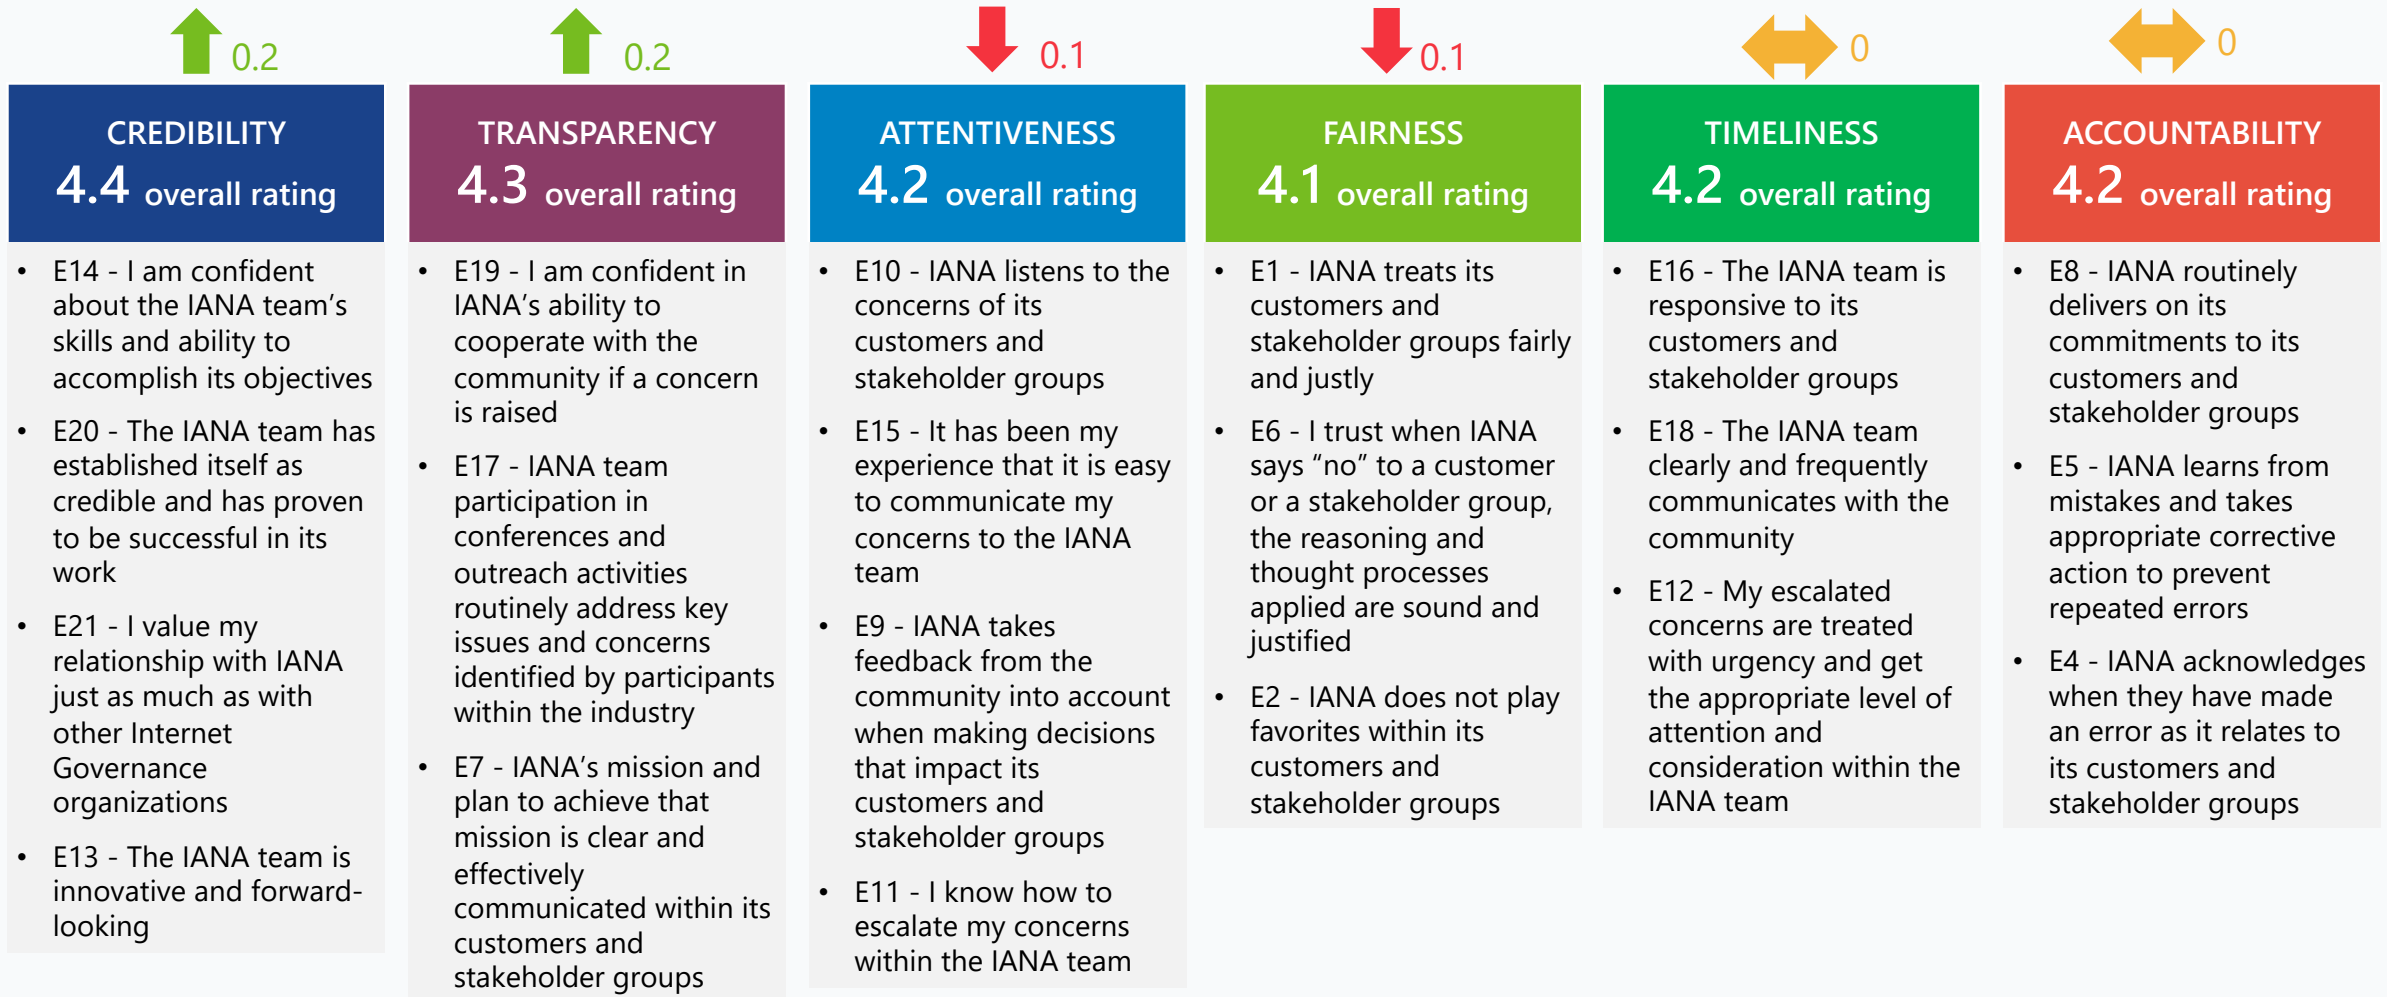 0.2
CREDIBILITY
4.4 overall rating
• E14 - I am confident
about the IANA team’s
skills and ability to
accomplish its objectives
• E20 - The IANA team has
established itself as
credible and has proven
to be successful in its
work
• E21 - I value my
relationship with IANA
just as much as with
other Internet
Governance
organizations
• E13 - The IANA team is
innovative and forward-
looking
0.2
TRANSPARENCY
4.3 overall rating
• E19 - I am confident in
IANA’s ability to
cooperate with the
community if a concern
is raised
• E17 - IANA team
participation in
conferences and
outreach activities
routinely address key
issues and concerns
identified by participants
within the industry
• E7 - IANA’s mission and
plan to achieve that
mission is clear and
effectively
communicated within its
customers and
stakeholder groups
0.1
ATTENTIVENESS
4.2 overall rating
• E10 - IANA listens to the
concerns of its
customers and
stakeholder groups
• E15 - It has been my
experience that it is easy
to communicate my
concerns to the IANA
team
• E9 - IANA takes
feedback from the
community into account
when making decisions
that impact its
customers and
stakeholder groups
• E11 - I know how to
escalate my concerns
within the IANA team
0.1
FAIRNESS
4.1 overall rating
• E1 - IANA treats its
customers and
stakeholder groups fairly
and justly
• E6 - I trust when IANA
says “no” to a customer
or a stakeholder group,
the reasoning and
thought processes
applied are sound and
justified
• E2 - IANA does not play
favorites within its
customers and
stakeholder groups
0
TIMELINESS
4.2 overall rating
• E16 - The IANA team is
responsive to its
customers and
stakeholder groups
• E18 - The IANA team
clearly and frequently
communicates with the
community
• E12 - My escalated
concerns are treated
with urgency and get
the appropriate level of
attention and
consideration within the
IANA team
0
ACCOUNTABILITY
4.2 overall rating
• E8 - IANA routinely
delivers on its
commitments to its
customers and
stakeholder groups
• E5 - IANA learns from
mistakes and takes
appropriate corrective
action to prevent
repeated errors
• E4 - IANA acknowledges
when they have made
an error as it relates to
its customers and
stakeholder groups